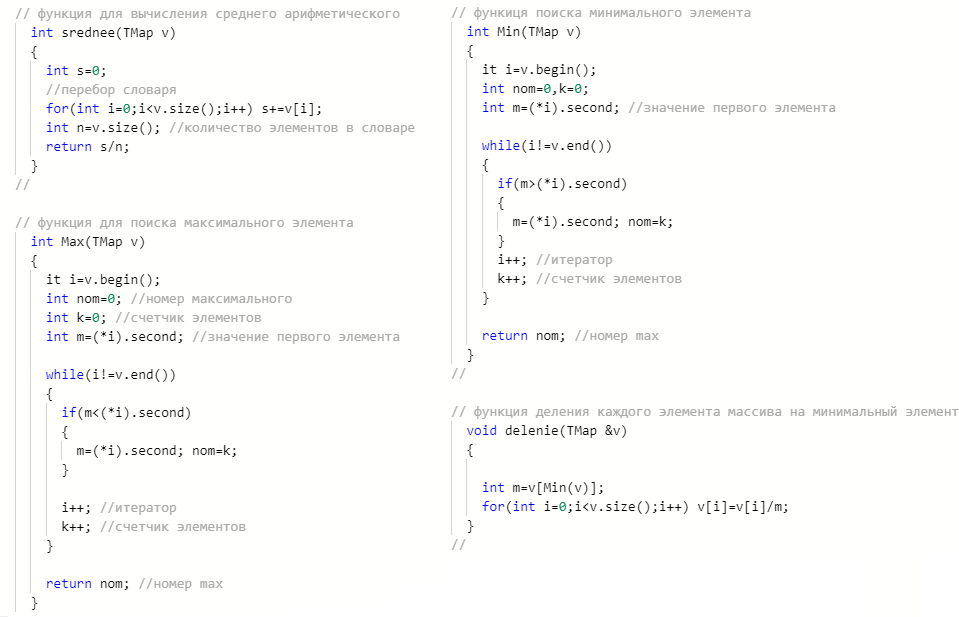 // функция для вычисления среднего арифметического
int srednee(TMap v)
{
int s=0;
//перебор словаря
for(int i=0;i<v.size();i++) s+=v[i];
int n=v.size(); //количество элементов в словаре
return s/n;
}
//
// функция для поиска максимального элемента
int Max(TMap v)
{
it i=v.begin();
int nom=0; //номер максимального
int k=0; //счетчик элементов
int m=(*i).second; //значение первого элемента
while(i!=v.end())
{
if(m<(*i).second)
{
m=(*i).second; nom=k;
}
i++; //итератор
k++; //счетчик элементов
}
return nom; //номер max
}
// функкиця поиска минимального элемента
int Min(TMap v)
{
it i=v.begin();
int nom=0,k=0;
int m=(*i).second; //значение первого элемента
while(i!=v.end())
{
if(m>(*i).second)
{
m=(*i).second; nom=k;
}
i++; //итератор
k++; //счетчик элементов
}
return nom; //номер max
}
//
// функция деления каждого элемента массива на минимальный элемент
void delenie(TMap &v)
{
int m=v[Min(v)];
for(int i=0;i<v.size();i++) v[i]=v[i]/m;
}
//